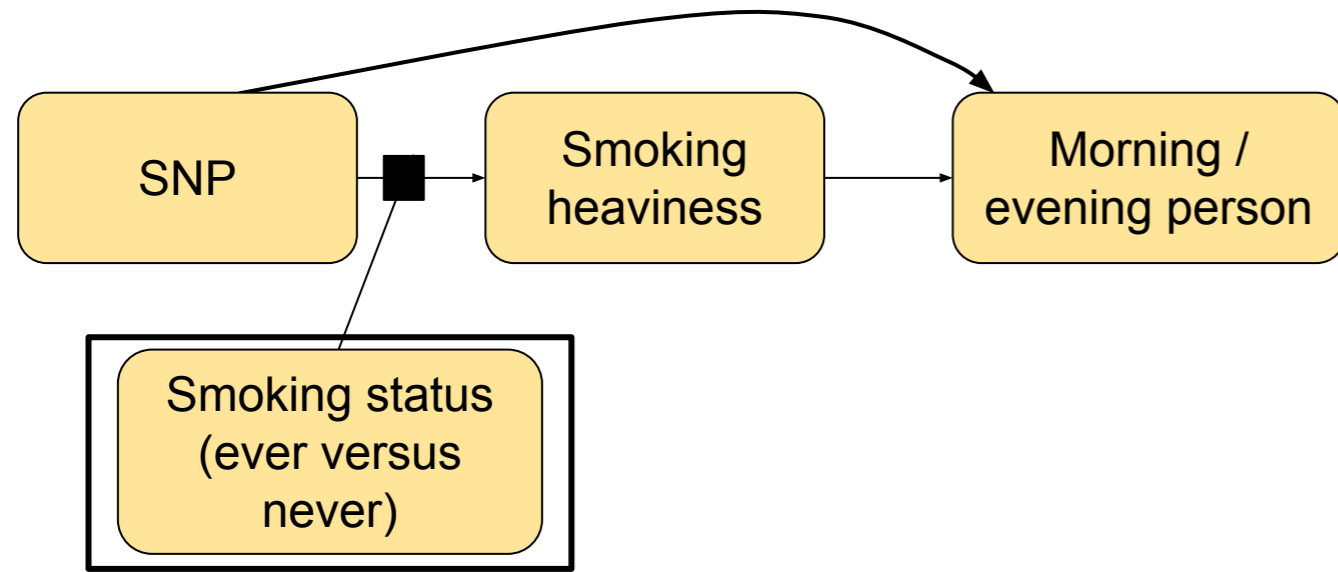 SNP
Smoking
heaviness
Morning /
evening person
Smoking status
(ever versus
never)